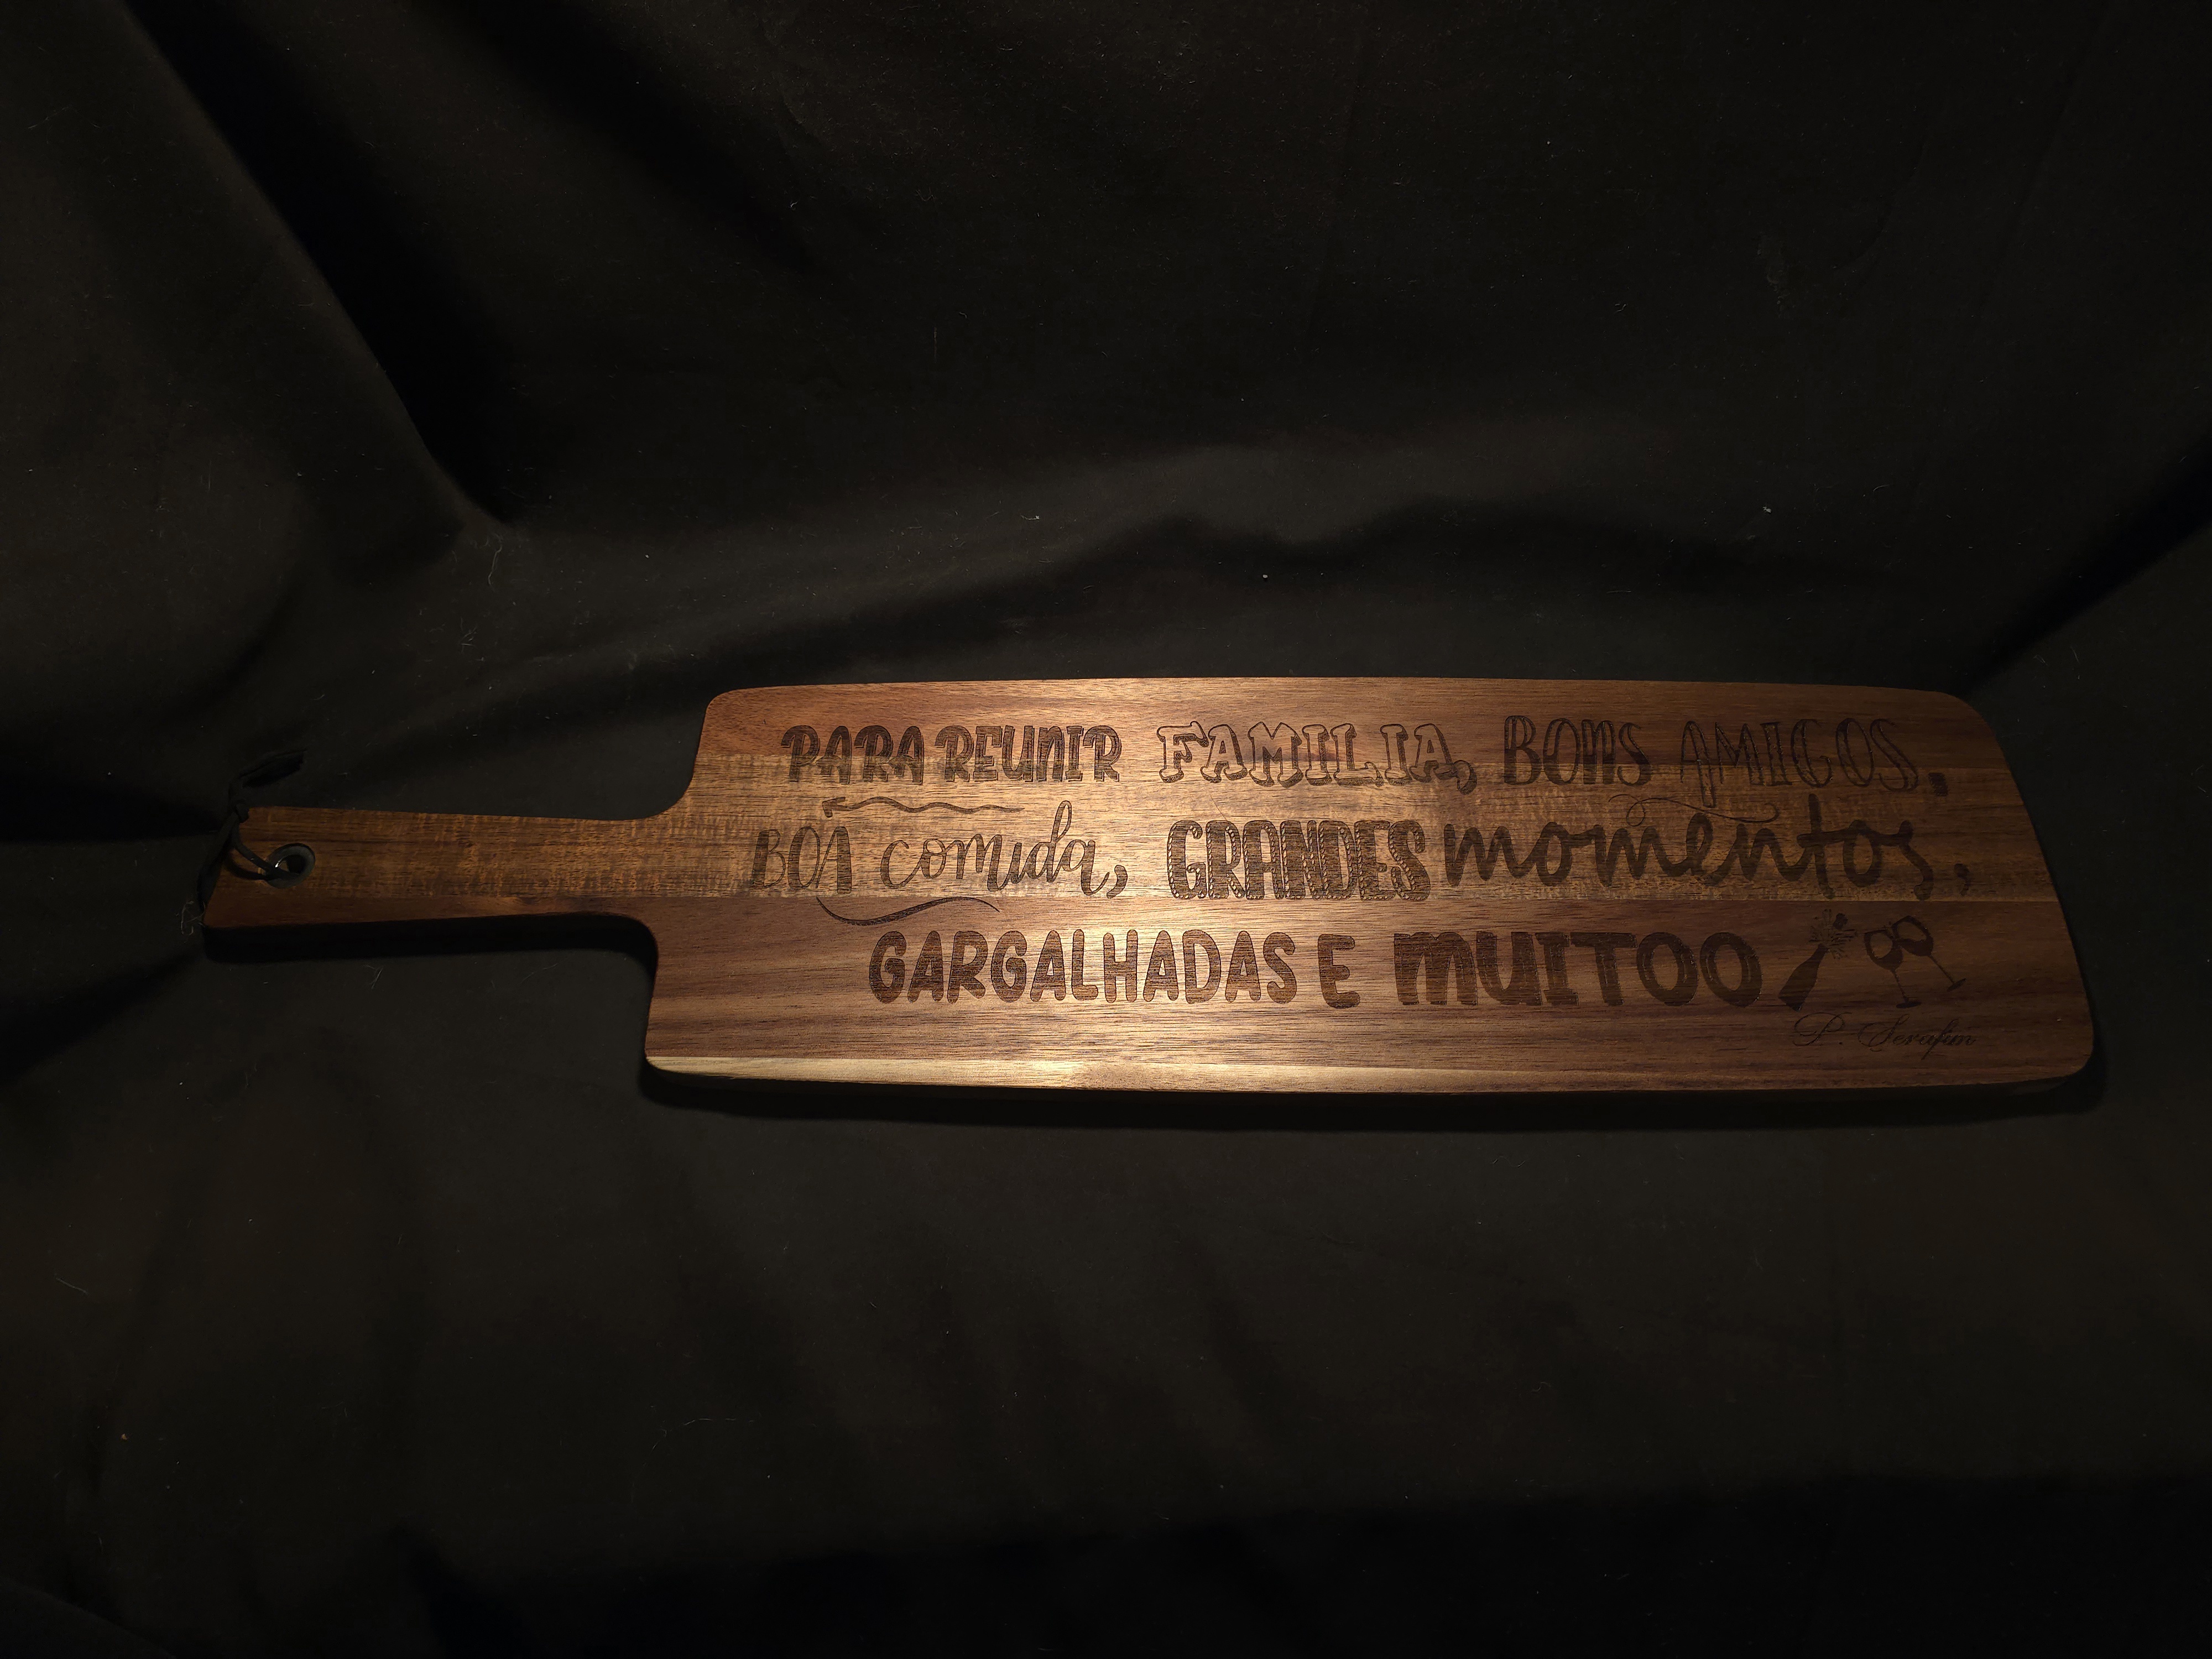 PARA REUNIR FAMILIA, BONS AMIGOS,
BOA comida, GRANDES momentos,
GARGALHADAS E MUITOO
P. Serafim